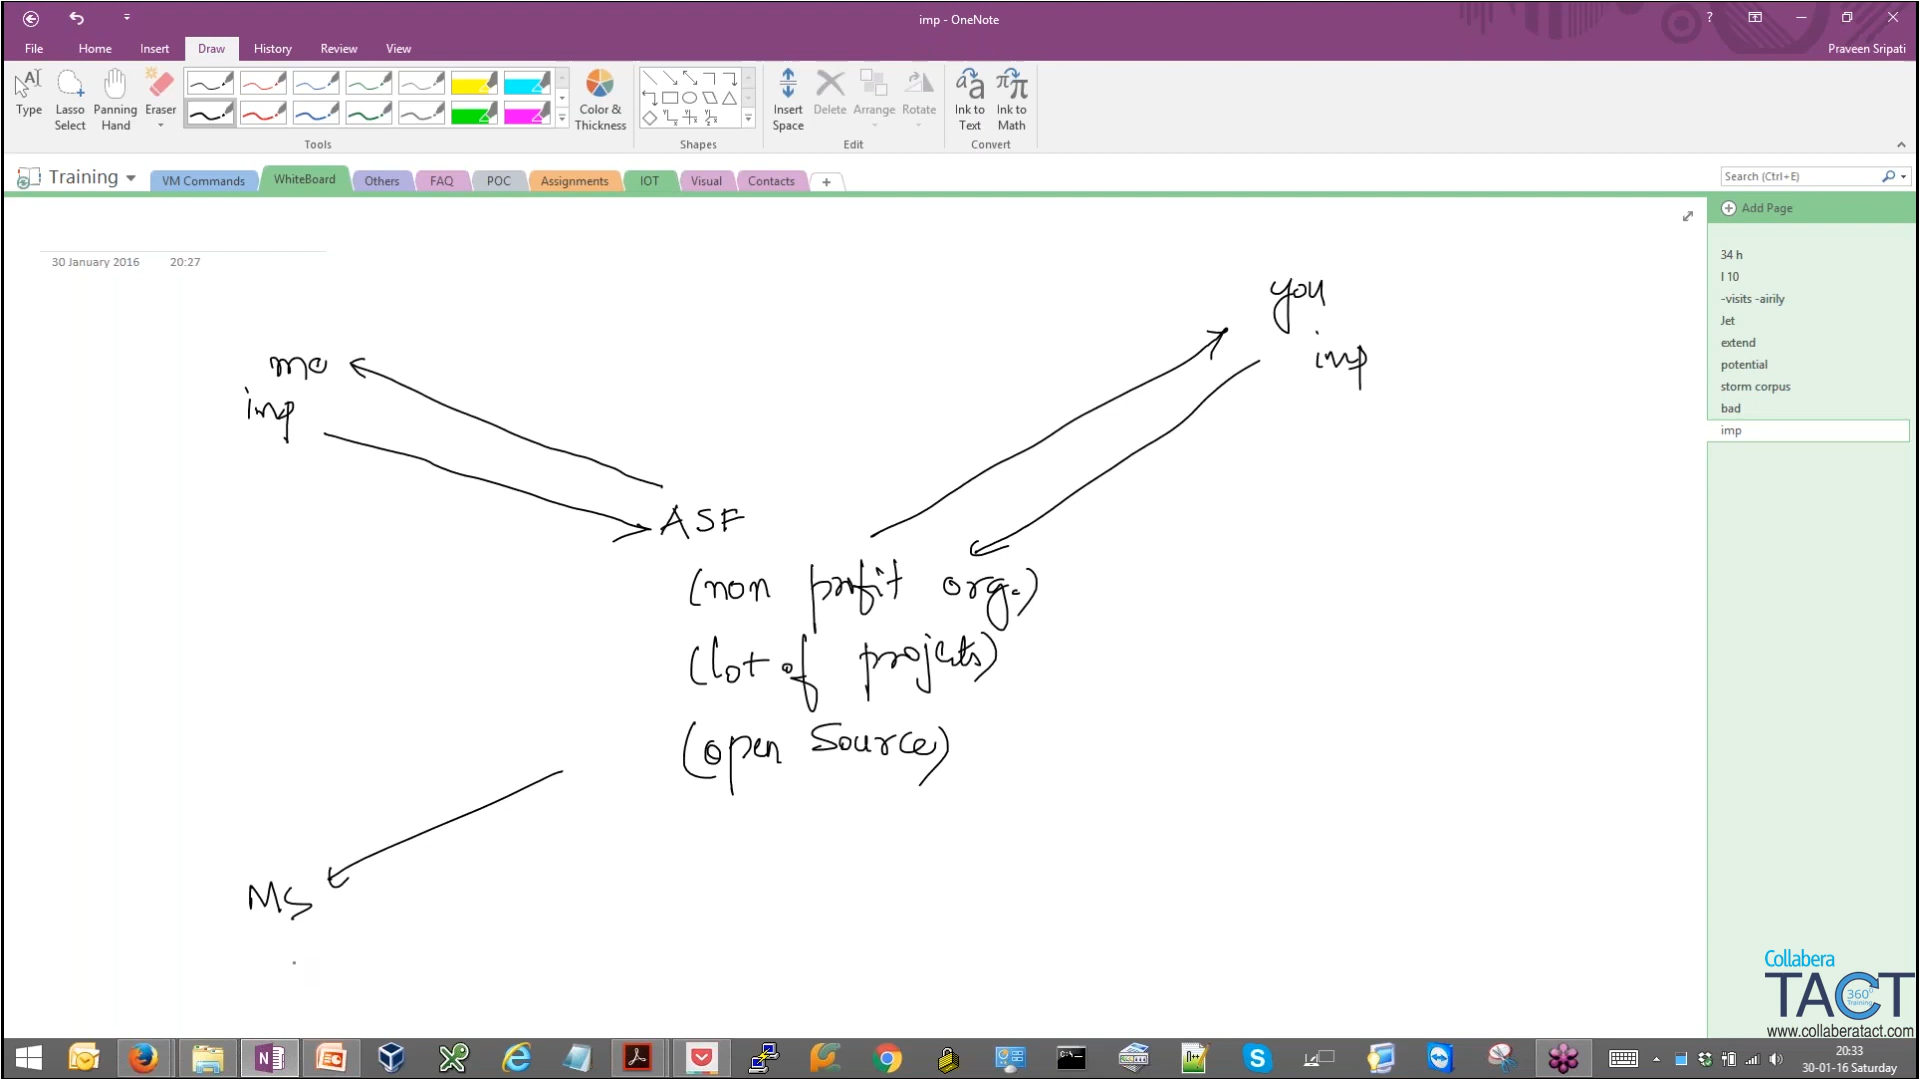 imp - OneNote
?
File Home Insert Draw History Review View
Praveen Sripati
Type Lasso Select Panning Hand Eraser
Color & Thickness
Insert Space Delete Arrange Rotate
Ink to Text Ink to Math
Tools Shapes Edit Convert
Training VM Commands WhiteBoard Others FAQ POC Assignments IOT Visual Contacts +
Search (Ctrl+E)
Add Page
30 January 2016 20:27
34 h
I 10
-visits -airily
Jet
extend
potential
storm corpus
bad
imp
you
imp
me
imp
ASF
(non profit org.)
(lot of projects)
(open Source)
MS
Collabera
TACT
360°
Training
www.collaberatact.com
20:33
30-01-16 Saturday